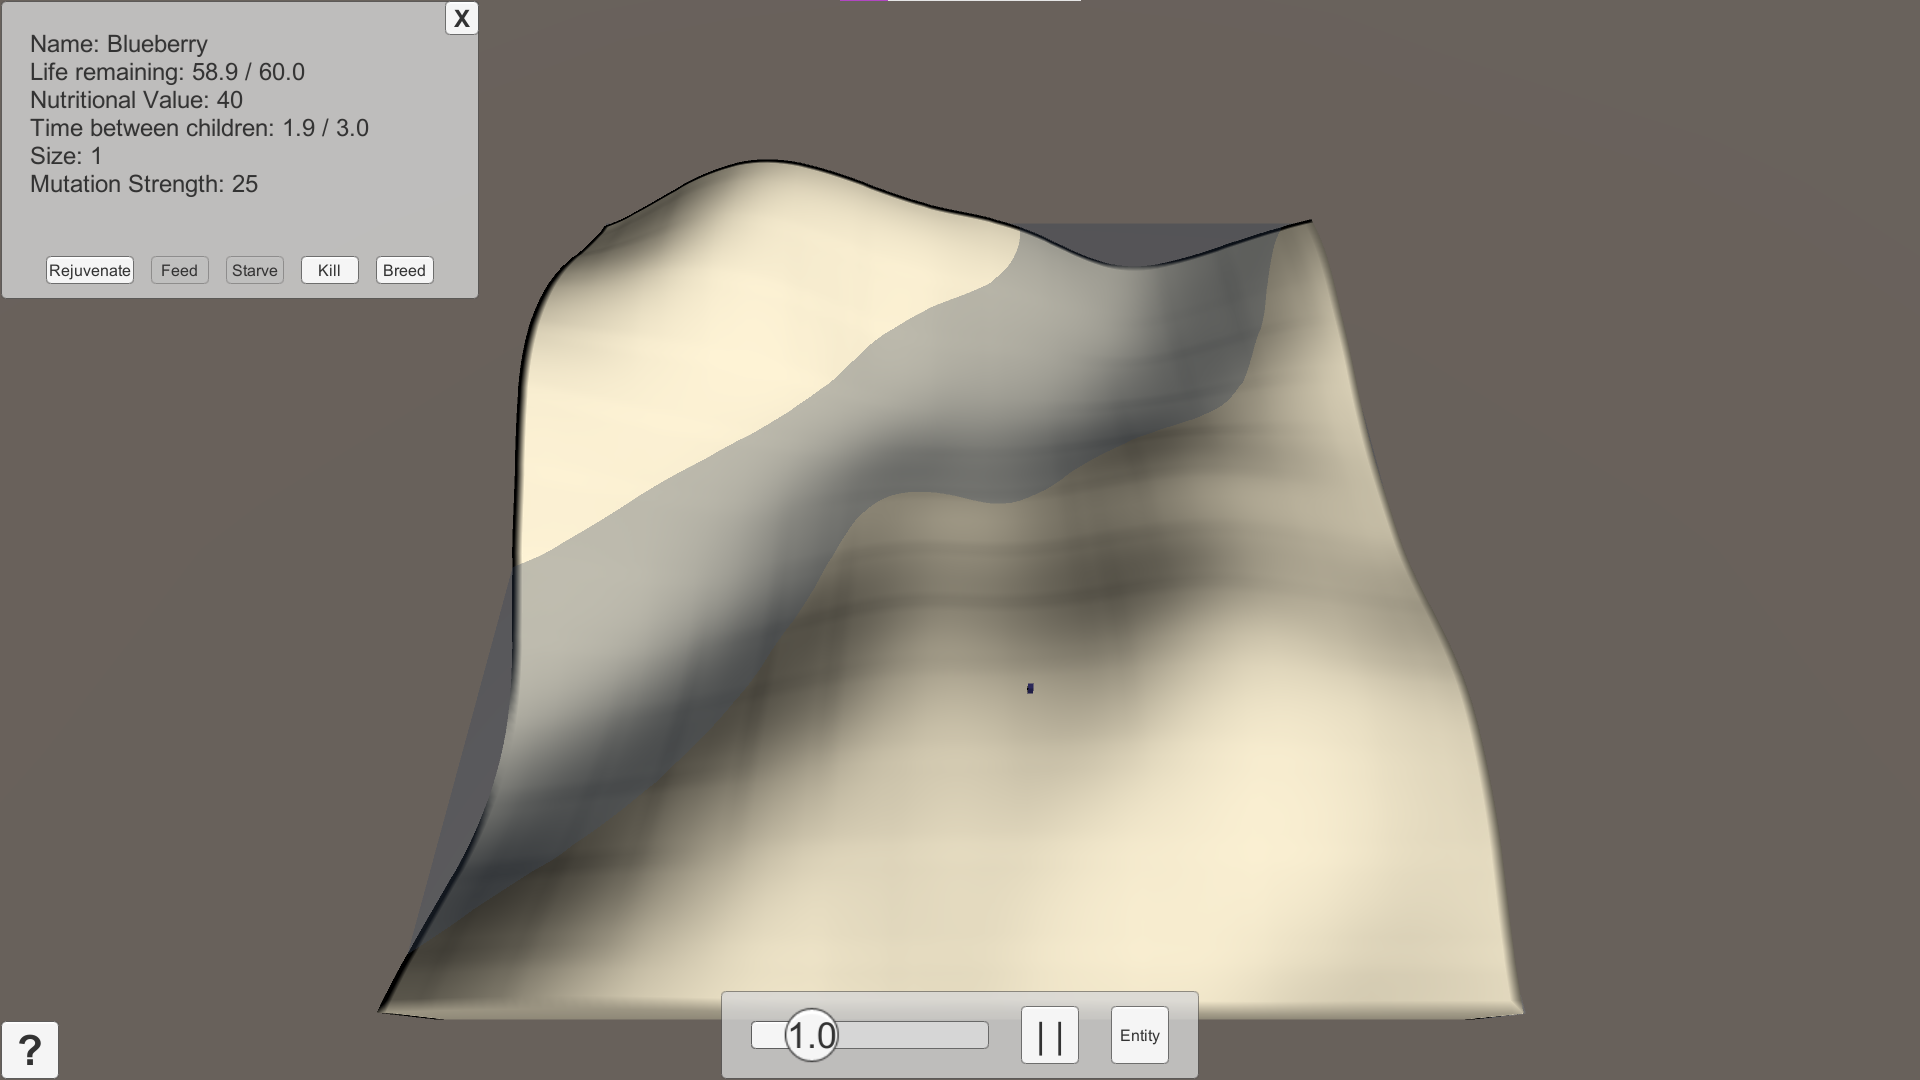 X
Name: Blueberry
Life remaining: 58.9 / 60.0
Nutritional Value: 40
Time between children: 1.9 / 3.0
Size: 1
Mutation Strength: 25
Rejuvenate Feed Starve Kill Breed
? 1.0 || Entity